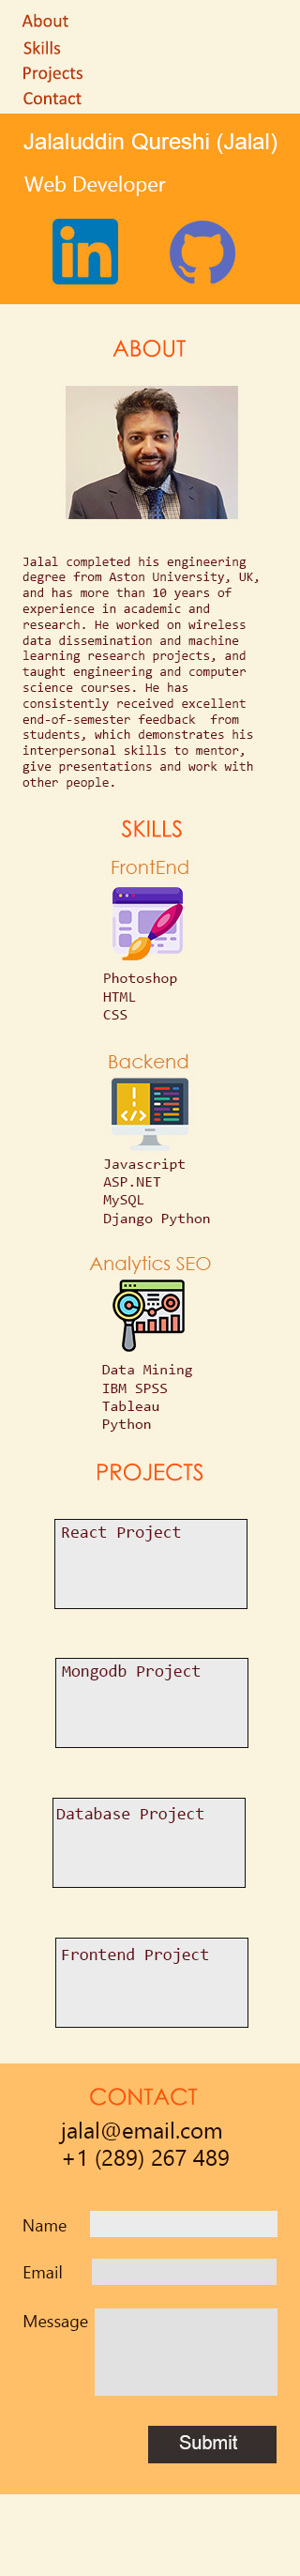 About
Skills
Projects
Contact
Jalaluddin Qureshi (Jalal)
Web Developer
in
ABOUT
Jalal completed his engineering
degree from Aston University, UK,
and has more than 10 years of
experience in academic and
research. He worked on wireless
data dissemination and machine
learning research projects, and
taught engineering and computer
science courses. He has
consistently received excellent
end-of-semester feedback from
students, which demonstrates his
interpersonal skills to mentor,
give presentations and work with
other people.
SKILLS
FrontEnd
Photoshop
HTML
CSS
Backend
</>
Javascript
ASP.NET
MySQL
Django Python
Analytics SEO
Data Mining
IBM SPSS
Tableau
Python
PROJECTS
React Project
Mongodb Project
Database Project
Frontend Project
CONTACT
jalal@email.com
+1 (289) 267 489
Name
Email
Message
Submit